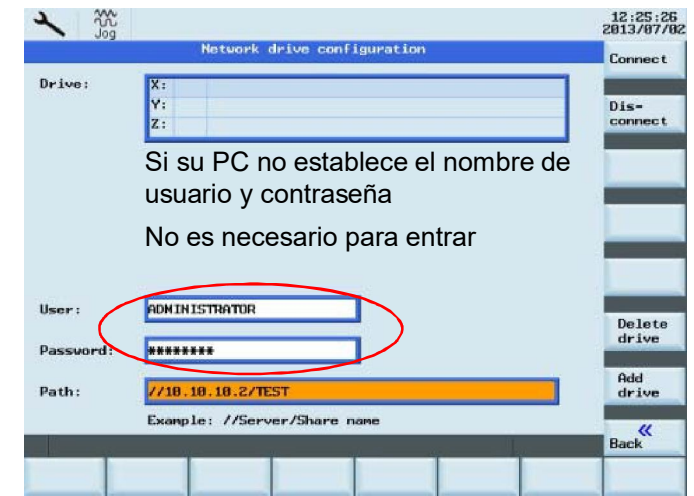 Jog
12:25:26
2013/07/02
Network drive configuration
Connect
Drive:
X:
Y:
Z:
Dis-
connect
Si su PC no establece el nombre de
usuario y contraseña
No es necesario para entrar
User:
ADMINISTRATOR
Password:
********
Delete
drive
Path:
//10.10.10.2/TEST
Add
drive
Example: //Server/Share name
«
Back